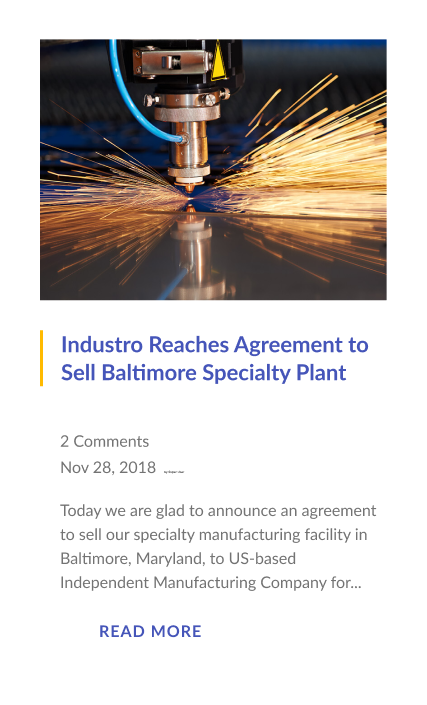 Industro Reaches Agreement to
Sell Baltimore Specialty Plant
2 Comments
Nov 28, 2018
Today we are glad to announce an agreement
to sell our specialty manufacturing facility in
Baltimore, Maryland, to US-based
Independent Manufacturing Company for...
READ MORE